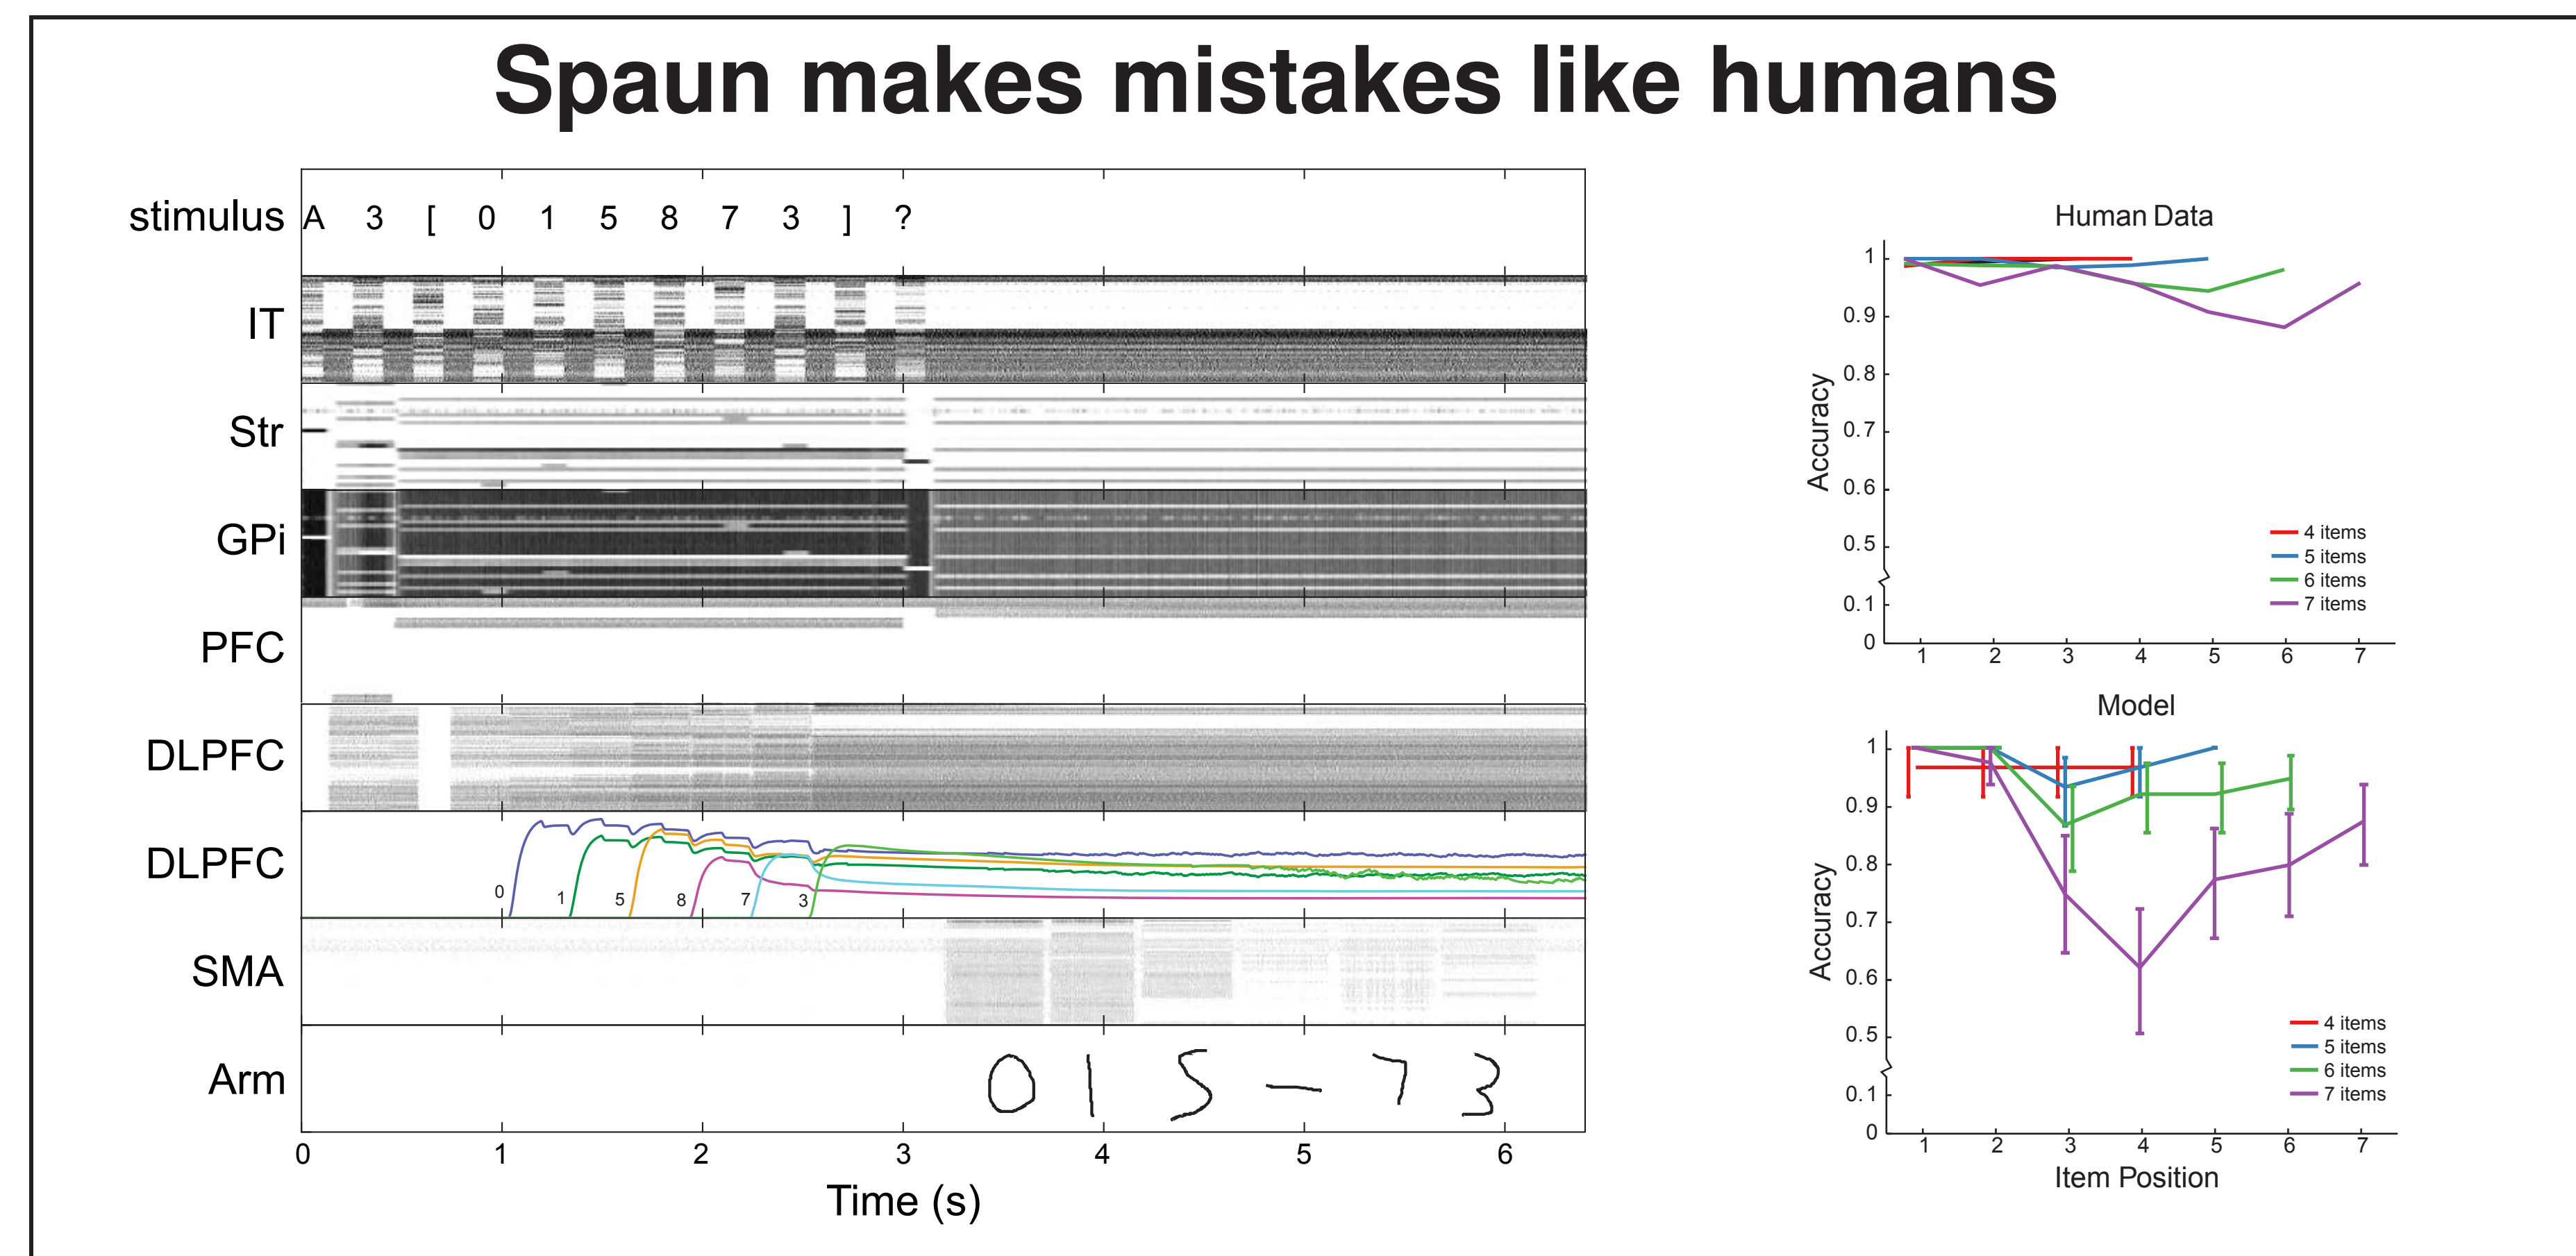 Spaun makes mistakes like humans
stimulus A 3 [ 0 1 5 8 7 3 ] ?
IT
Str
GPi
PFC
DLPFC
DLPFC
0 1 5 8 7 3
SMA
Arm
0 1 5 – 7 3
0 1 2 3 4 5 6
Time (s)
Human Data
1
0.9
0.8
0.7
0.6
0.5
0.1
0
Accuracy
4 items
5 items
6 items
7 items
1 2 3 4 5 6 7
Model
1
0.9
0.8
0.7
0.6
0.5
0.1
0
Accuracy
4 items
5 items
6 items
7 items
1 2 3 4 5 6 7
Item Position